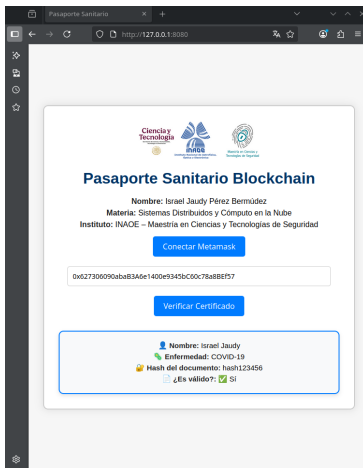 Pasaporte Sanitario
http://127.0.0.1:8080
Ciencia y
Tecnología
INAOE
Maestría en Ciencias y
Tecnologías de Seguridad
Pasaporte Sanitario Blockchain
Nombre: Israel Jaudy Pérez Bermúdez
Materia: Sistemas Distribuidos y Cómputo en la Nube
Instituto: INAOE – Maestría en Ciencias y Tecnologías de Seguridad
Conectar Metamask
0x627306090abaB3A6e1400e9345bC60c78a8BEf57
Verificar Certificado
Nombre: Israel Jaudy
Enfermedad: COVID-19
Hash del documento: hash123456
¿Es válido?: ✅ Sí